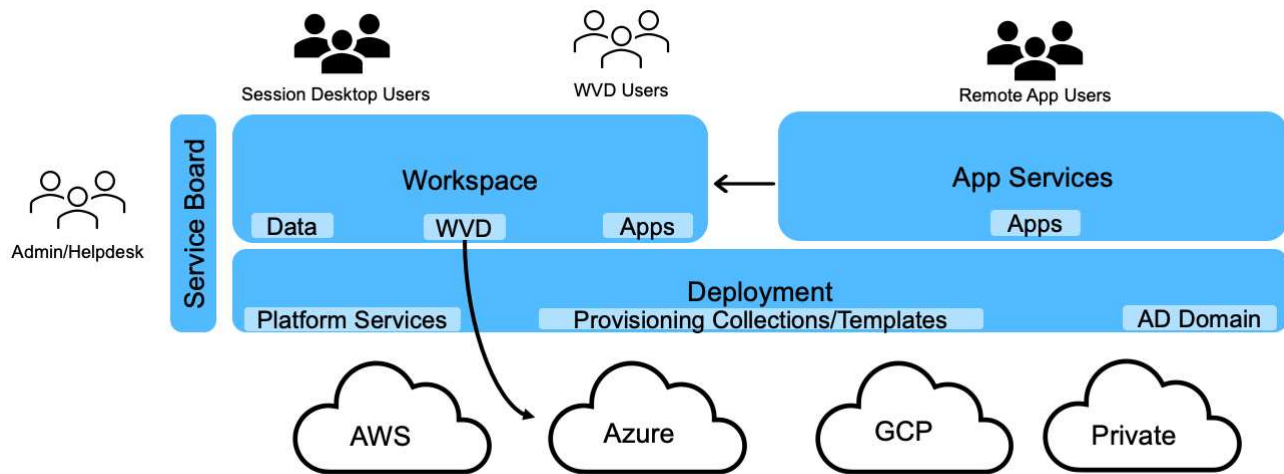 Session Desktop Users
WVD Users
Remote App Users
Admin/Helpdesk
Service Board
Workspace
Data
WVD
Apps
App Services
Apps
Deployment
Platform Services
Provisioning Collections/Templates
AD Domain
AWS
Azure
GCP
Private